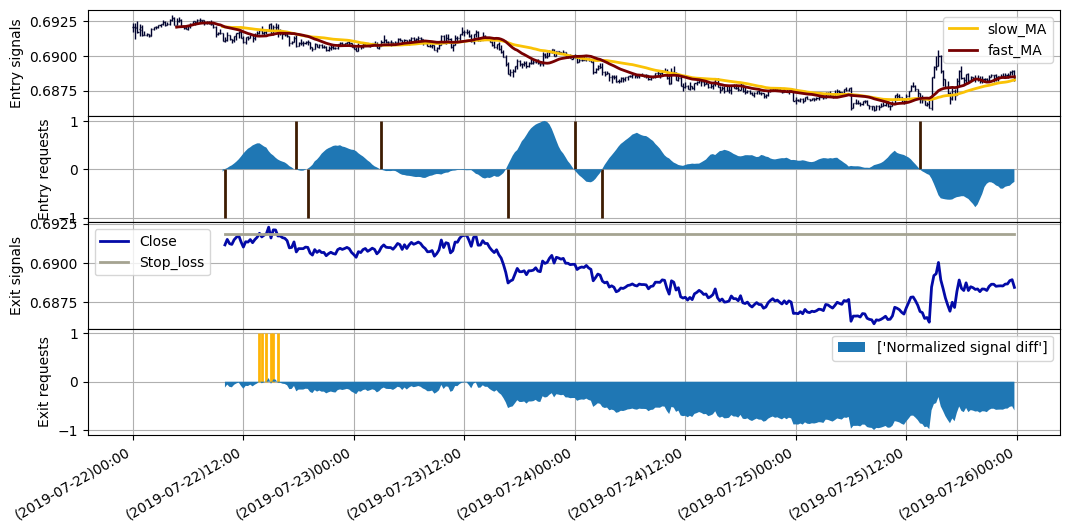 Entry signals
0.6925
0.6900
0.6875
slow_MA
fast_MA
Entry requests
1
0
−1
Exit signals
0.6925
0.6900
0.6875
Close
Stop_loss
Exit requests
1
0
−1
['Normalized signal diff']
(2019-07-22)00:00
(2019-07-22)12:00
(2019-07-23)00:00
(2019-07-23)12:00
(2019-07-24)00:00
(2019-07-24)12:00
(2019-07-25)00:00
(2019-07-25)12:00
(2019-07-26)00:00